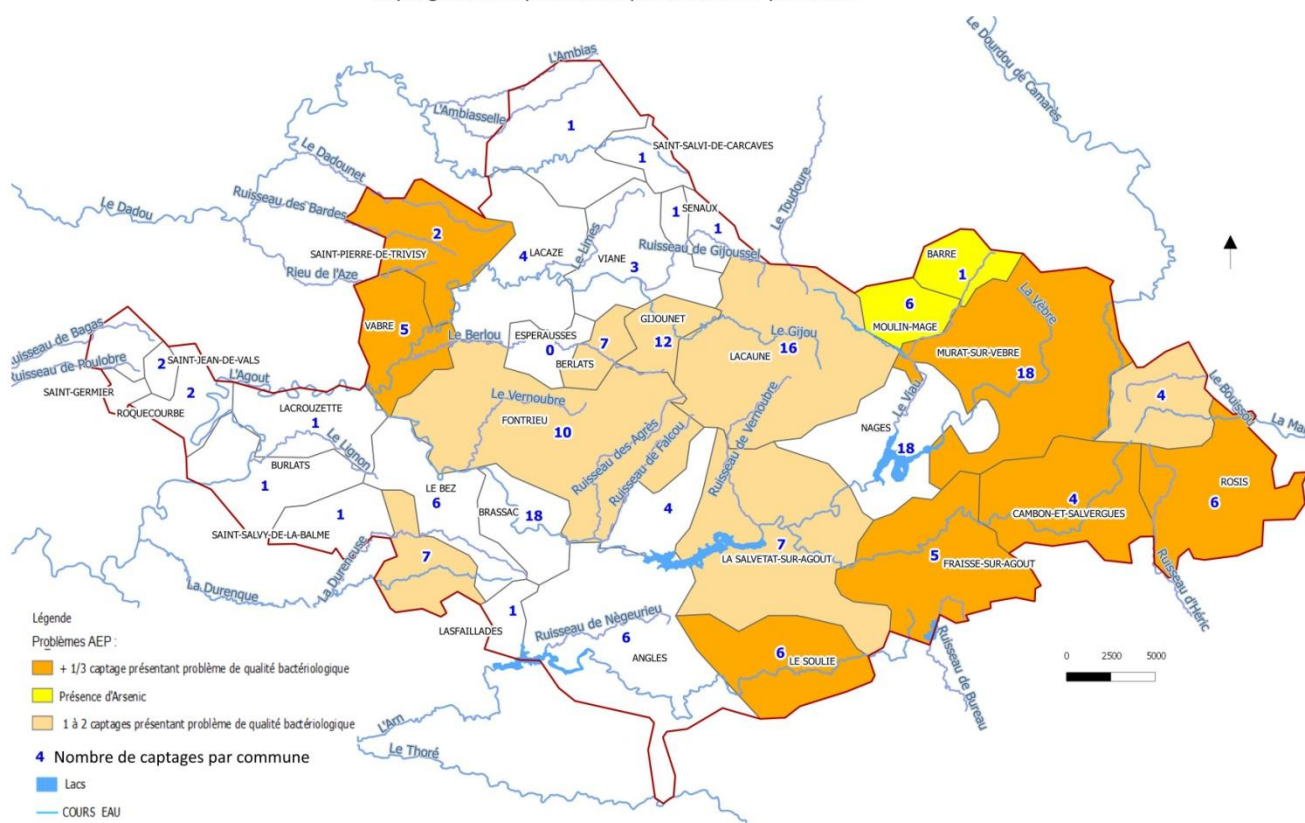 L'Ambias
Le Dourdou de Camarès
L'Ambiasselle
1
SAINT-SALVI-DE-CARCAVES
1
Le Dadounet
Le Toudoure
Ruisseau des Bardes
Le Dadou
1
SENAUX
1
2
SAINT-PIERRE-DE-TRIVISY
4
LACAZE
Le Limes
VIANE
3
Ruisseau de Gijoussel
BARRE
1
Rieu de l'Aze
La Vèbre
6
MOULIN-MAGE
VABRE
5
Le Berlou
ESPERAUSSES
0
BERLATS
7
GIJOUNET
12
Le Gijou
16
LACAUNE
MURAT-SUR-VEBRE
18
Ruisseau de Bagas
Ruisseau de Poulobre
2
SAINT-JEAN-DE-VALS
L'Agout
SAINT-GERMIER
2
ROQUECOURBE
LACROUZETTE
1
Le Vernoubre
FONTRIEU
10
Le Viau
4
Le Bouissou
La Mar
Ruisseau des Agrès
Ruisseau de Falcou
Ruisseau de Vernoubre
NAGES
18
Le Lignon
BURLATS
1
LE BEZ
6
BRASSAC
18
4
ROSIS
6
4
CAMBON-ET-SALVERGUES
SAINT-SALVY-DE-LA-BALME
1
7
LA SALVETAT-SUR-AGOUT
5
FRAISSE-SUR-AGOUT
La Dureneuse
7
La Durenque
Ruisseau d'Héric
1
LASFAILLADES
Ruisseau de Nègeurieu
6
ANGLES
6
LE SOULIE
Ruisseau de Bureau
0 2500 5000
L'Arn
Le Thoré
Légende
Problèmes AEP :
+ 1/3 captage présentant problème de qualité bactériologique
Présence d'Arsenic
1 à 2 captages présentant problème de qualité bactériologique
4 Nombre de captages par commune
Lacs
COURS EAU